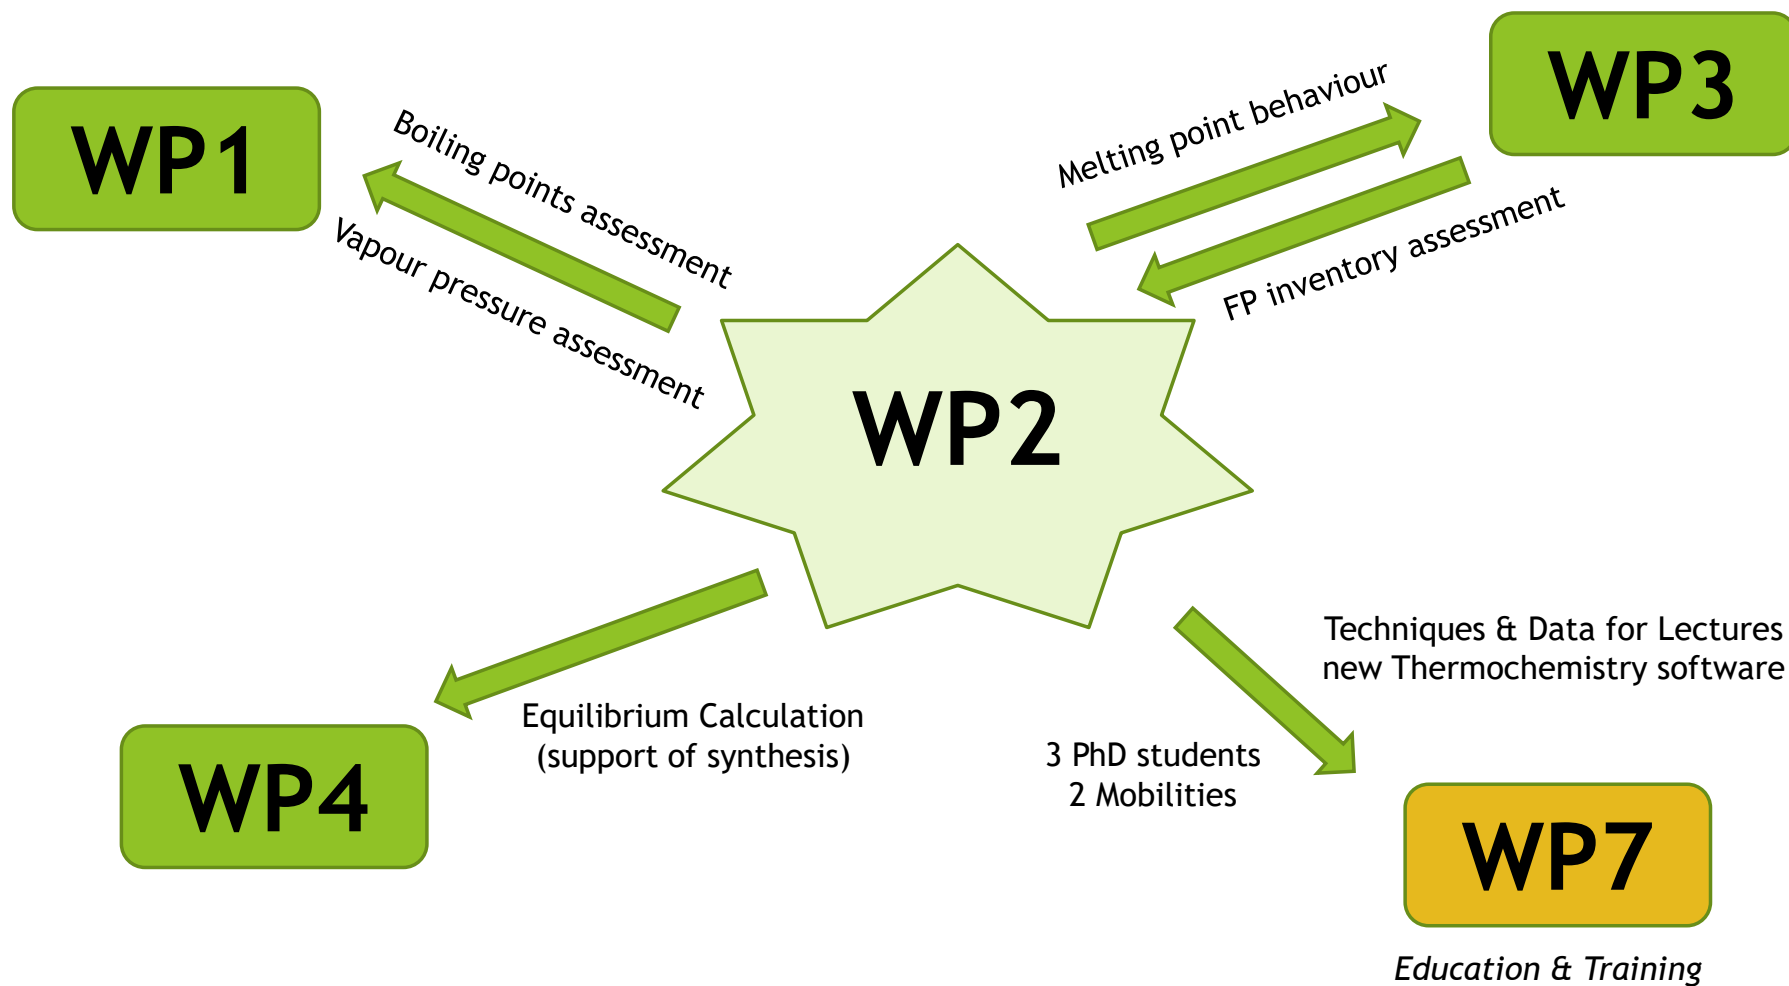 WP1
Boiling points assessment
Vapour pressure assessment
Melting point behaviour
FP inventory assessment
WP3
WP2
Equilibrium Calculation
(support of synthesis)
WP4
Techniques & Data for Lectures
new Thermochemistry software
3 PhD students
2 Mobilities
WP7
Education & Training